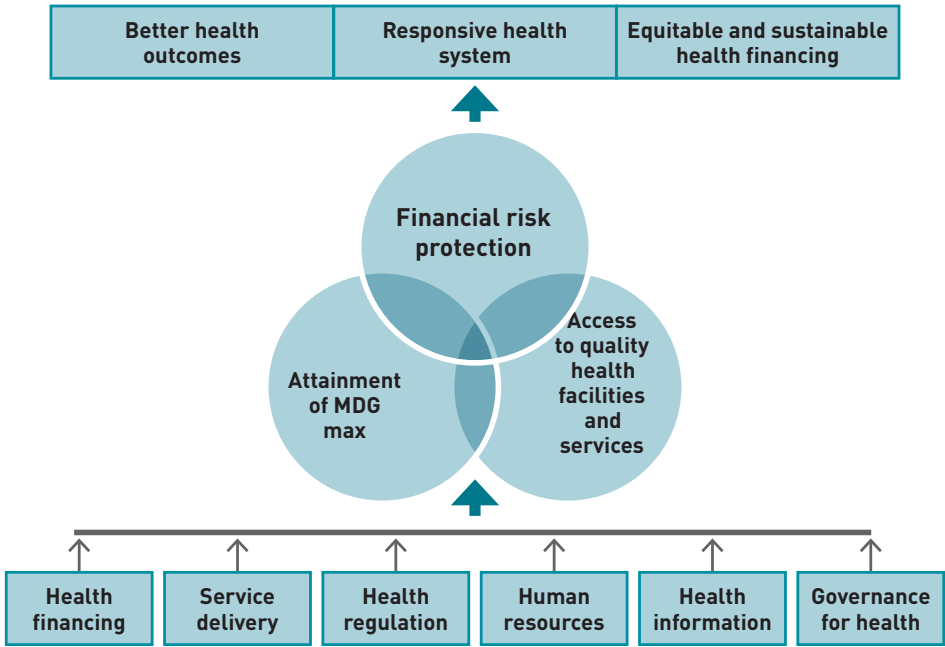 Better health
outcomes
Responsive health
system
Equitable and sustainable
health financing
Financial risk
protection
Attainment
of MDG
max
Access
to quality
health
facilities
and
services
Health
financing
Service
delivery
Health
regulation
Human
resources
Health
information
Governance
for health